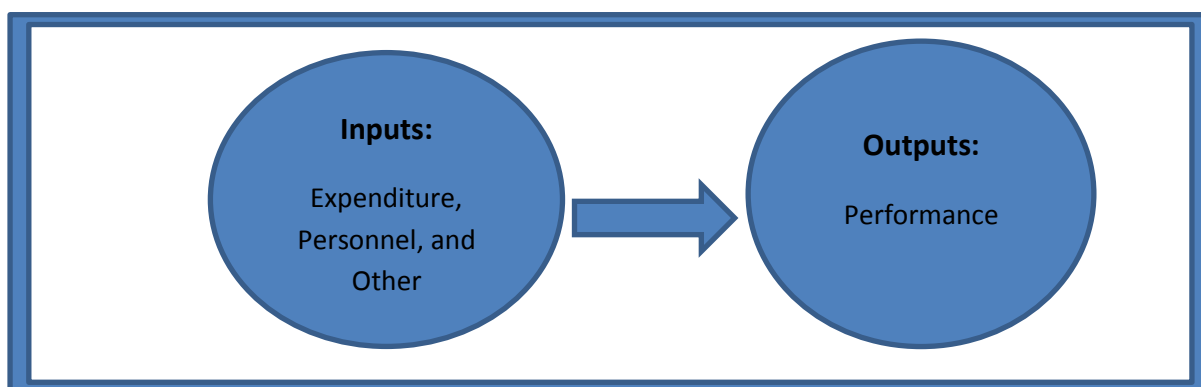 Inputs:
Expenditure,
Personnel, and
Other
Outputs:
Performance